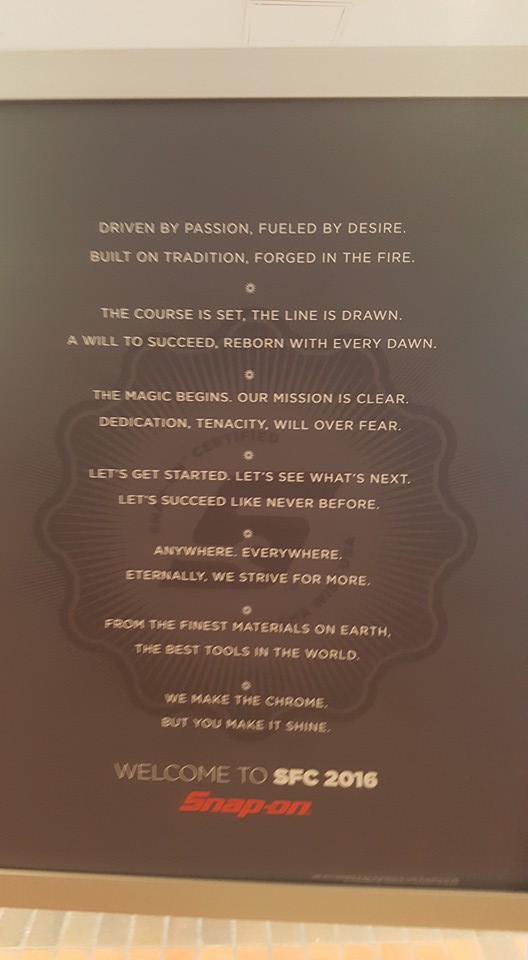 DRIVEN BY PASSION, FUELED BY DESIRE.
BUILT ON TRADITION, FORGED IN THE FIRE.
THE COURSE IS SET, THE LINE IS DRAWN.
A WILL TO SUCCEED, REBORN WITH EVERY DAWN.
THE MAGIC BEGINS. OUR MISSION IS CLEAR.
DEDICATION, TENACITY, WILL OVER FEAR.
LET'S GET STARTED. LET'S SEE WHAT'S NEXT.
LET'S SUCCEED LIKE NEVER BEFORE.
ANYWHERE. EVERYWHERE.
ETERNALLY, WE STRIVE FOR MORE.
FROM THE FINEST MATERIALS ON EARTH,
THE BEST TOOLS IN THE WORLD.
WE MAKE THE CHROME.
BUT YOU MAKE IT SHINE.
WELCOME TO SFC 2016
Snap-on
CERTIFIED